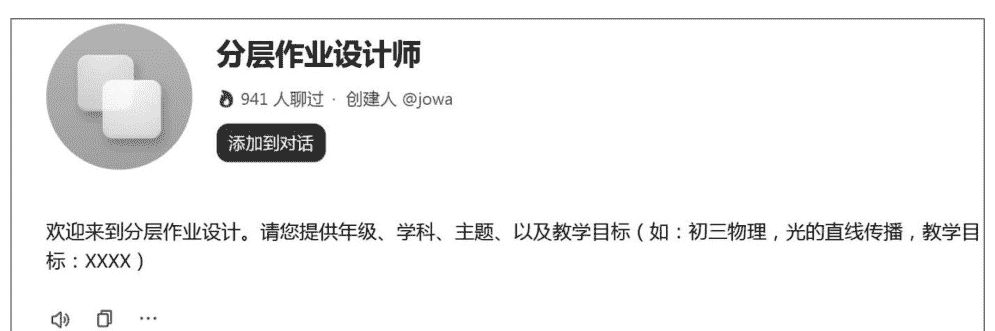 分层作业设计师
941 人聊过 · 创建人 @jowa
添加到对话
欢迎来到分层作业设计。请您提供年级、学科、主题、以及教学目标（如：初三物理，光的直线传播，教学目
标：XXXX）